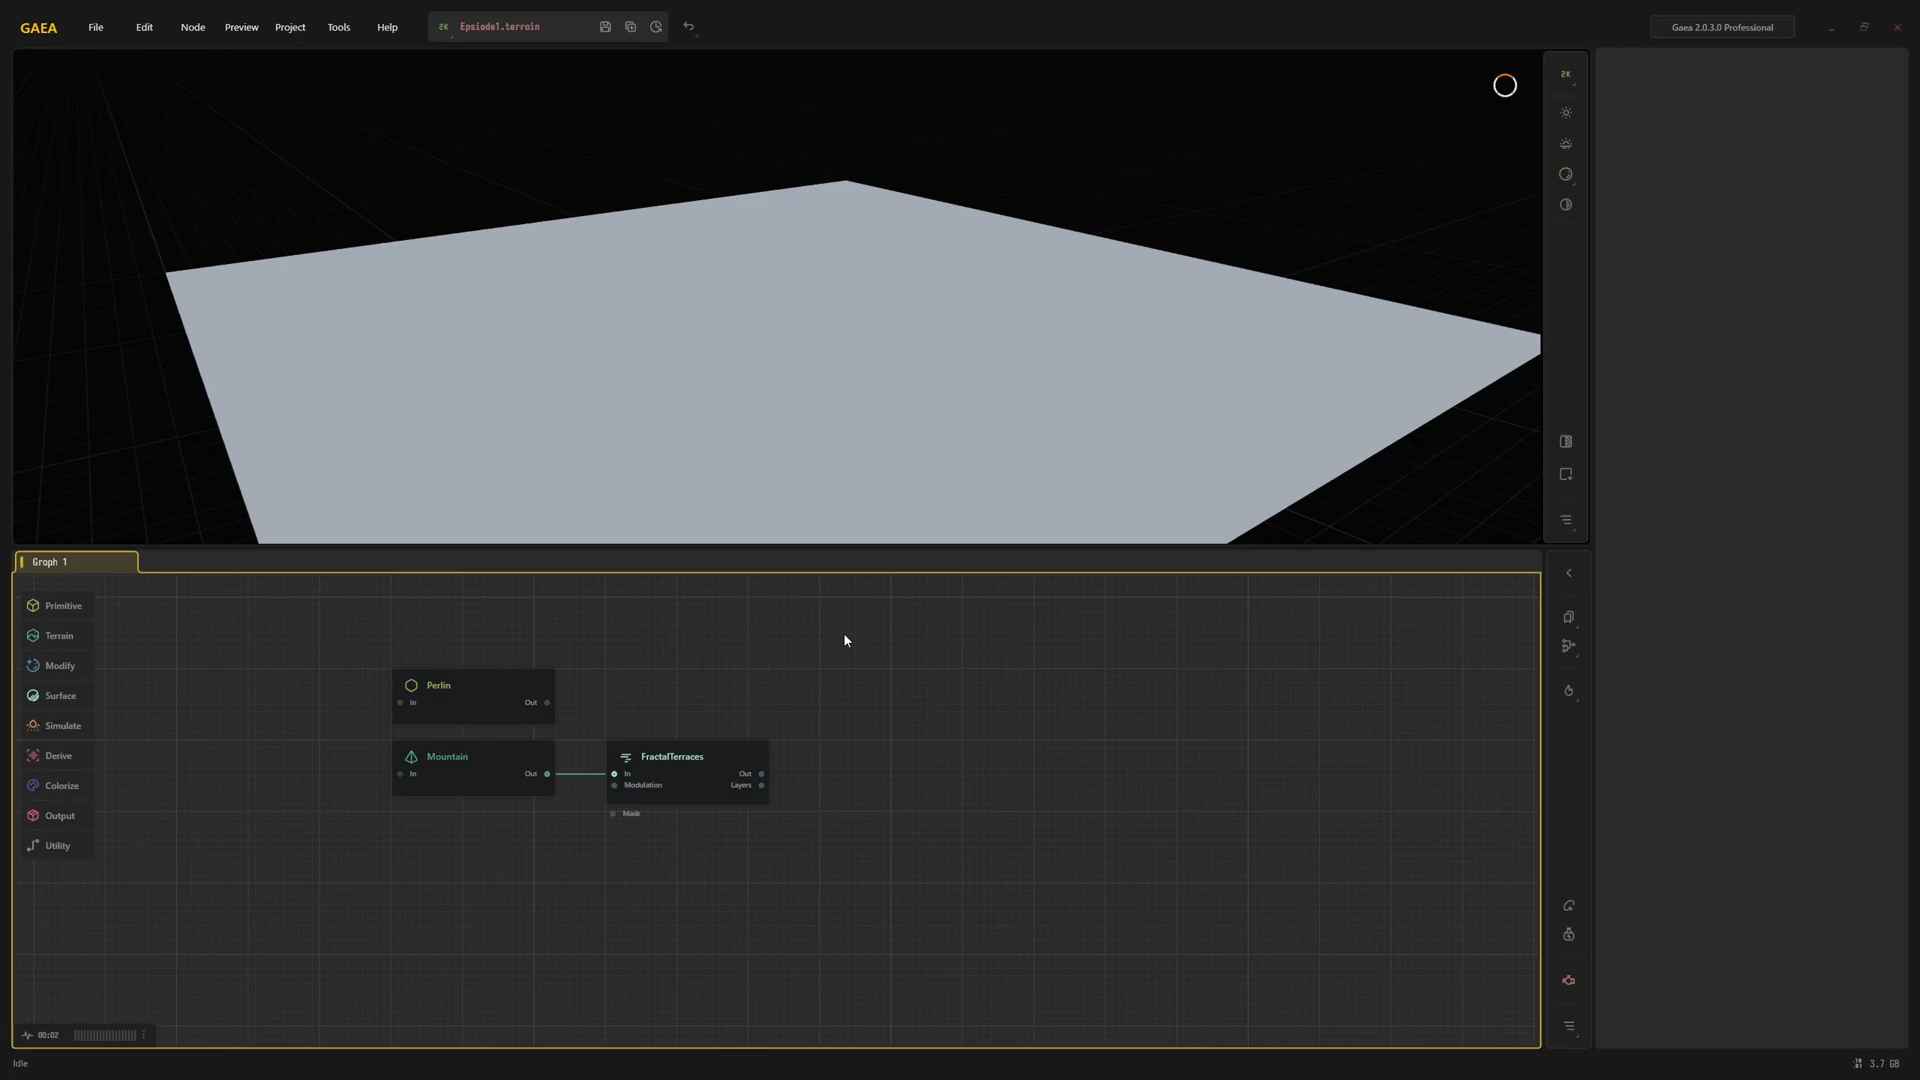 GAEA File Edit Node Preview Project Tools Help 2K Epsiode1.terrain Gaea 2.0.3.0 Professional
2K
Graph 1
Primitive
Terrain
Modify
Surface
Simulate
Derive
Colorize
Output
Utility
Perlin
In Out
Mountain
In Out
FractalTerraces
In Out
Modulation Layers
Mask
00:02
Idle
3.7 GB